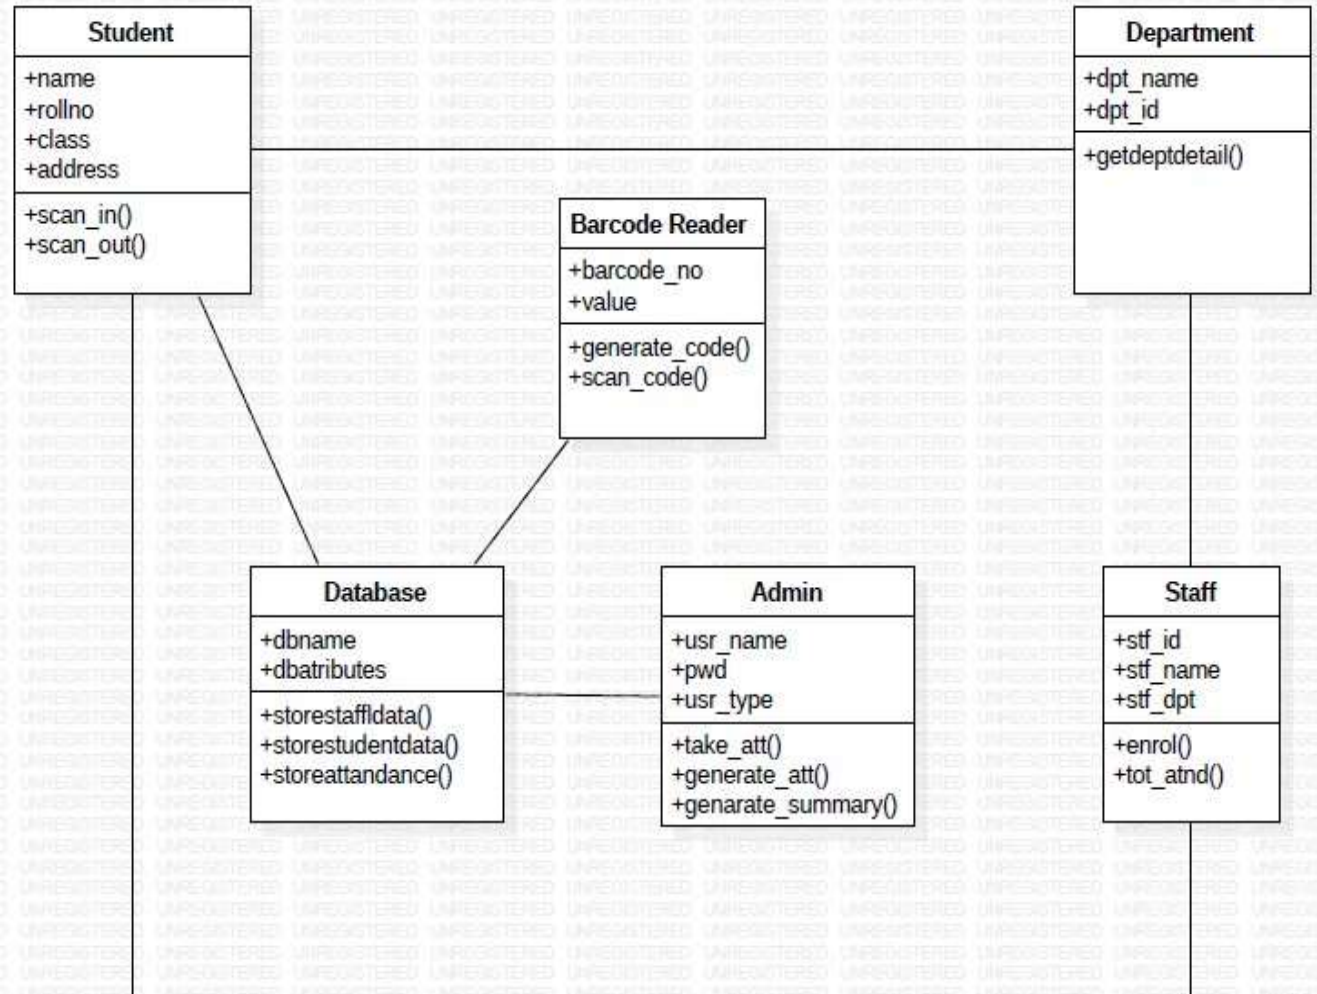 Student
+name
+rollno
+class
+address
+scan_in()
+scan_out()
Department
+dpt_name
+dpt_id
+getdeptdetail()
Barcode Reader
+barcode_no
+value
+generate_code()
+scan_code()
Database
+dbname
+dbatributes
+storestaffldata()
+storestudentdata()
+storeattandance()
Admin
+usr_name
+pwd
+usr_type
+take_att()
+generate_att()
+genarate_summary()
Staff
+stf_id
+stf_name
+stf_dpt
+enrol()
+tot_atnd()
UNREGISTERED